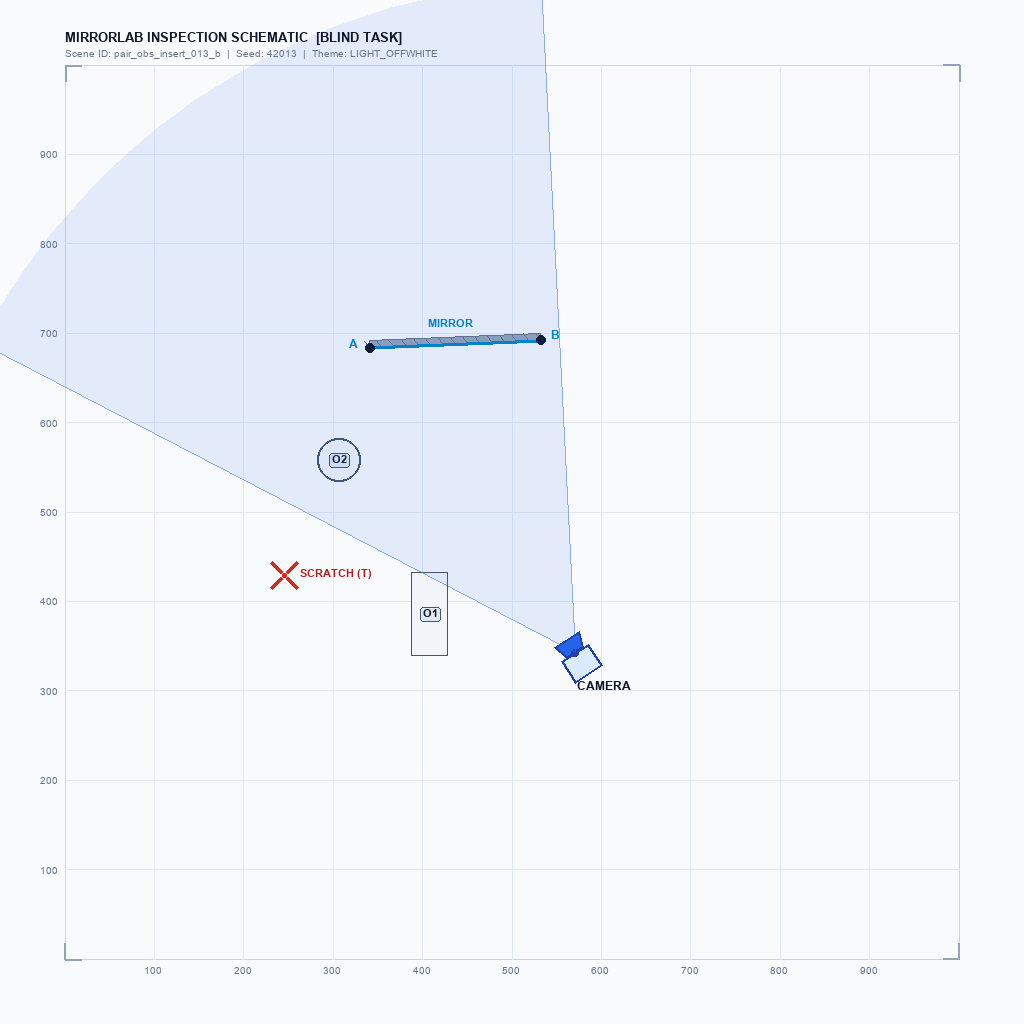 MIRRORLAB INSPECTION SCHEMATIC [BLIND TASK]
Scene ID: pair_obs_insert_013_b | Seed: 42013 | Theme: LIGHT_OFFWHITE
900
800
MIRROR
700
A
B
600
O2
500
SCRATCH (T)
400
O1
CAMERA
300
200
100
100 200 300 400 500 600 700 800 900